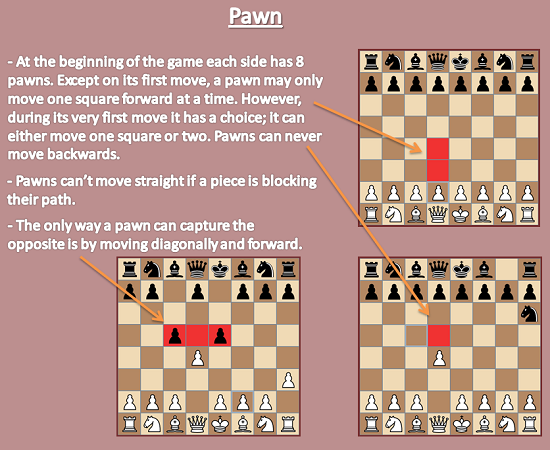 Pawn
- At the beginning of the game each side has 8
pawns. Except on its first move, a pawn may only
move one square forward at a time. However,
during its very first move it has a choice; it can
either move one square or two. Pawns can never
move backwards.
- Pawns can't move straight if a piece is blocking
their path.
- The only way a pawn can capture the
opposite is by moving diagonally and forward.